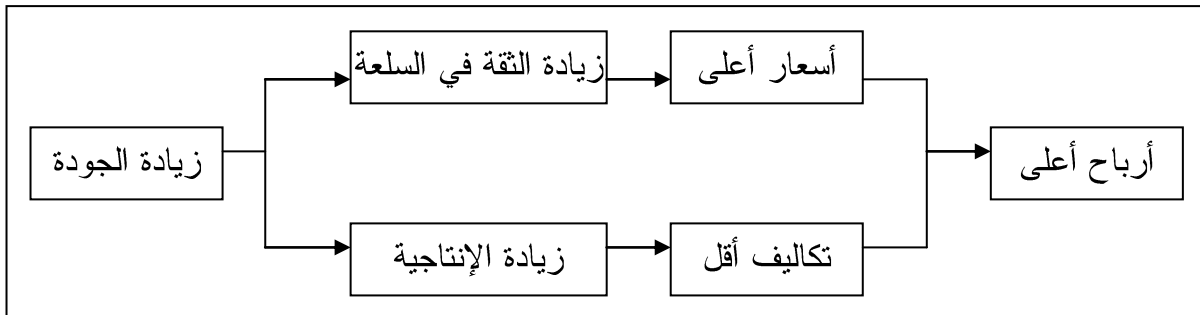 زيادة الجودة
زيادة الثقة في السلعة
أسعار أعلى
زيادة الإنتاجية
تكاليف أقل
أرباح أعلى